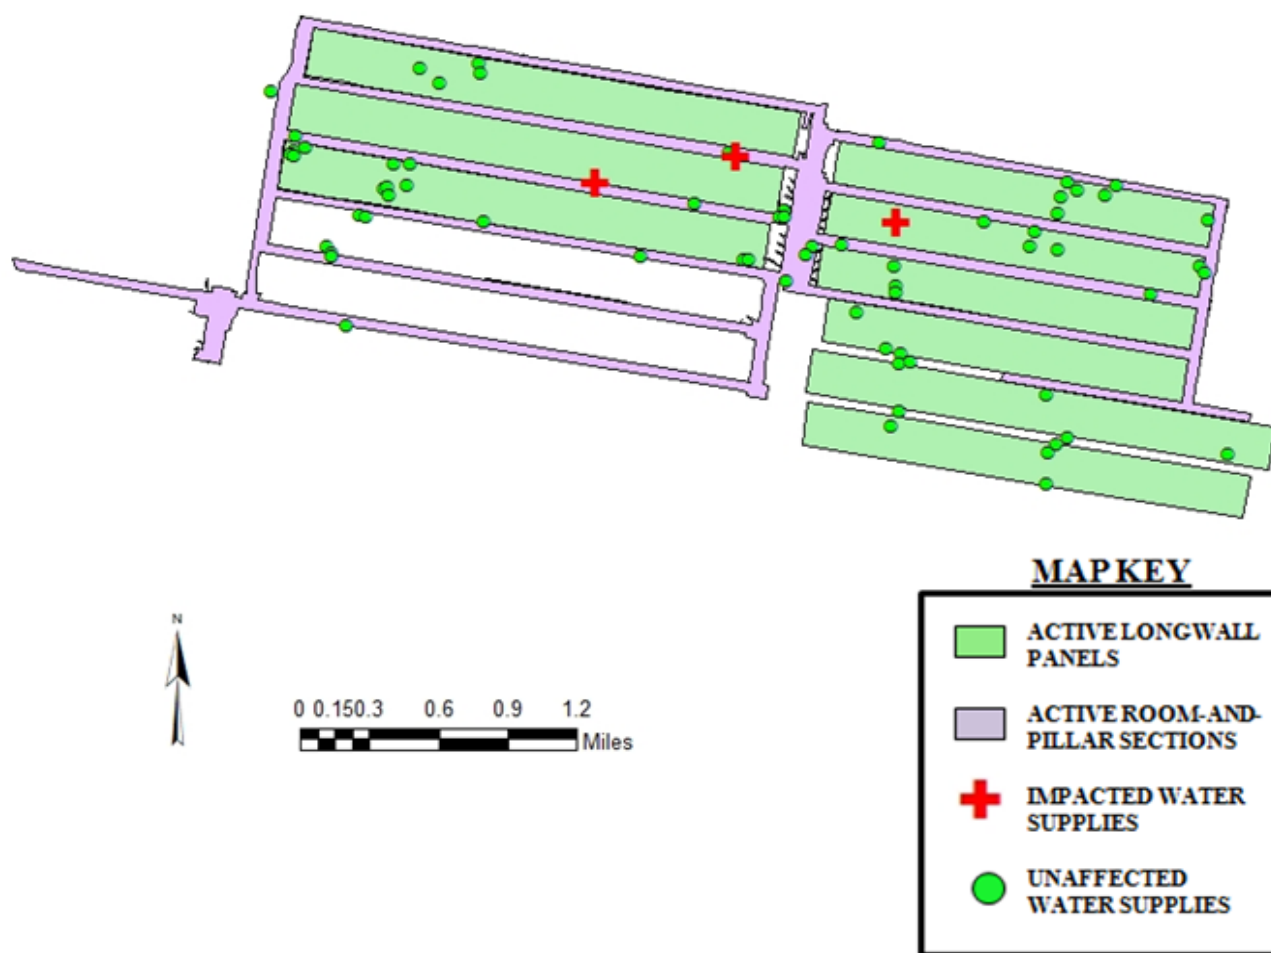 MAP KEY
ACTIVE LONGWALL
PANELS
ACTIVE ROOM-AND-
PILLAR SECTIONS
IMPACTED WATER
SUPPLIES
UNAFFECTED
WATER SUPPLIES
N
0 0.150.3 0.6 0.9 1.2
Miles